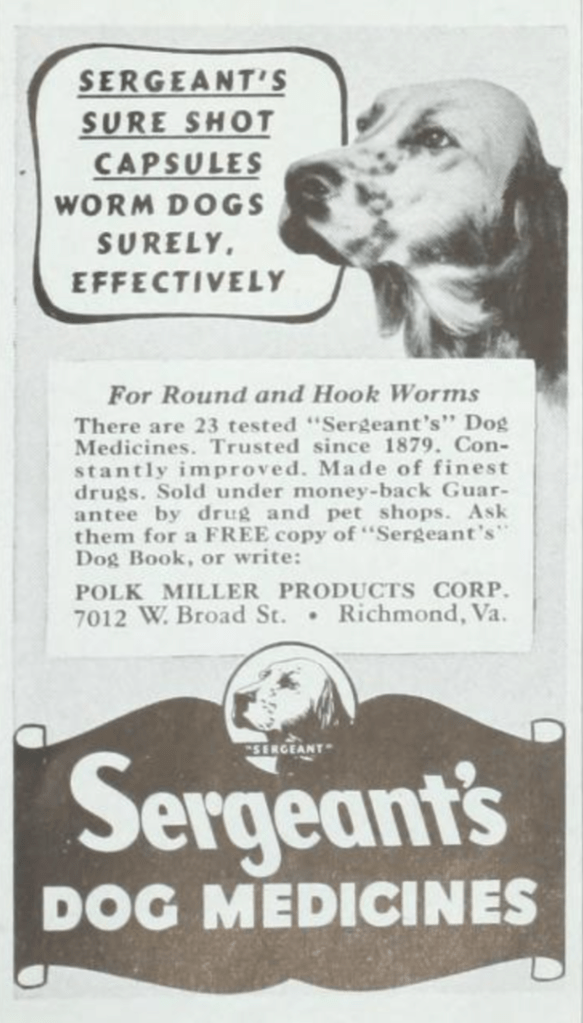 SERGEANT'S
SURE SHOT
CAPSULES
WORM DOGS
SURELY,
EFFECTIVELY
For Round and Hook Worms
There are 23 tested "Sergeant's" Dog
Medicines. Trusted since 1879. Con-
stantly improved. Made of finest
drugs. Sold under money-back Guar-
antee by drug and pet shops. Ask
them for a FREE copy of "Sergeant's"
Dog Book, or write:
POLK MILLER PRODUCTS CORP.
7012 W. Broad St. • Richmond, Va.
"SERGEANT"
Sergeant's
DOG MEDICINES